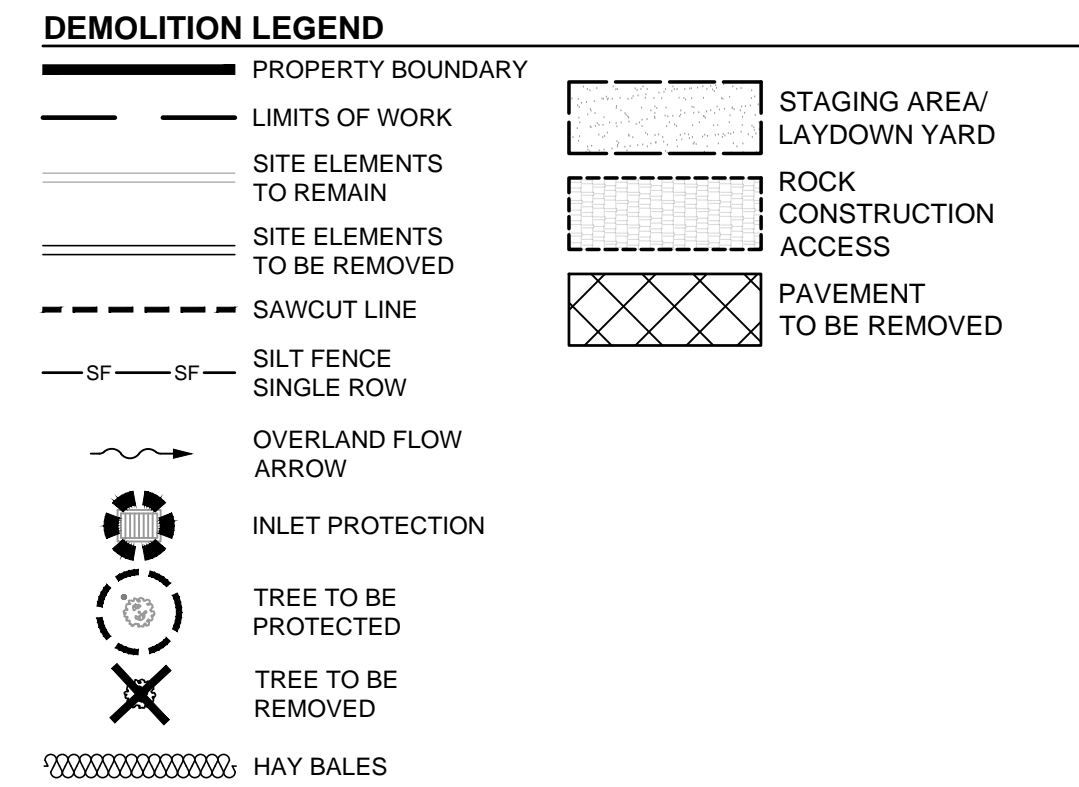 DEMOLITION LEGEND
PROPERTY BOUNDARY
LIMITS OF WORK
SITE ELEMENTS
TO REMAIN
SITE ELEMENTS
TO BE REMOVED
SAWCUT LINE
SF SF
SILT FENCE
SINGLE ROW
OVERLAND FLOW
ARROW
INLET PROTECTION
TREE TO BE
PROTECTED
TREE TO BE
REMOVED
HAY BALES
STAGING AREA/
LAYDOWN YARD
ROCK
CONSTRUCTION
ACCESS
PAVEMENT
TO BE REMOVED